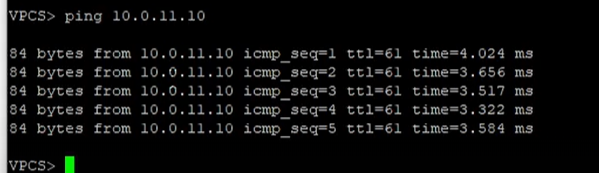 VPCS> ping 10.0.11.10
84 bytes from 10.0.11.10 icmp_seq=1 ttl=61 time=4.024 ms
84 bytes from 10.0.11.10 icmp_seq=2 ttl=61 time=3.656 ms
84 bytes from 10.0.11.10 icmp_seq=3 ttl=61 time=3.517 ms
84 bytes from 10.0.11.10 icmp_seq=4 ttl=61 time=3.322 ms
84 bytes from 10.0.11.10 icmp_seq=5 ttl=61 time=3.584 ms
VPCS>